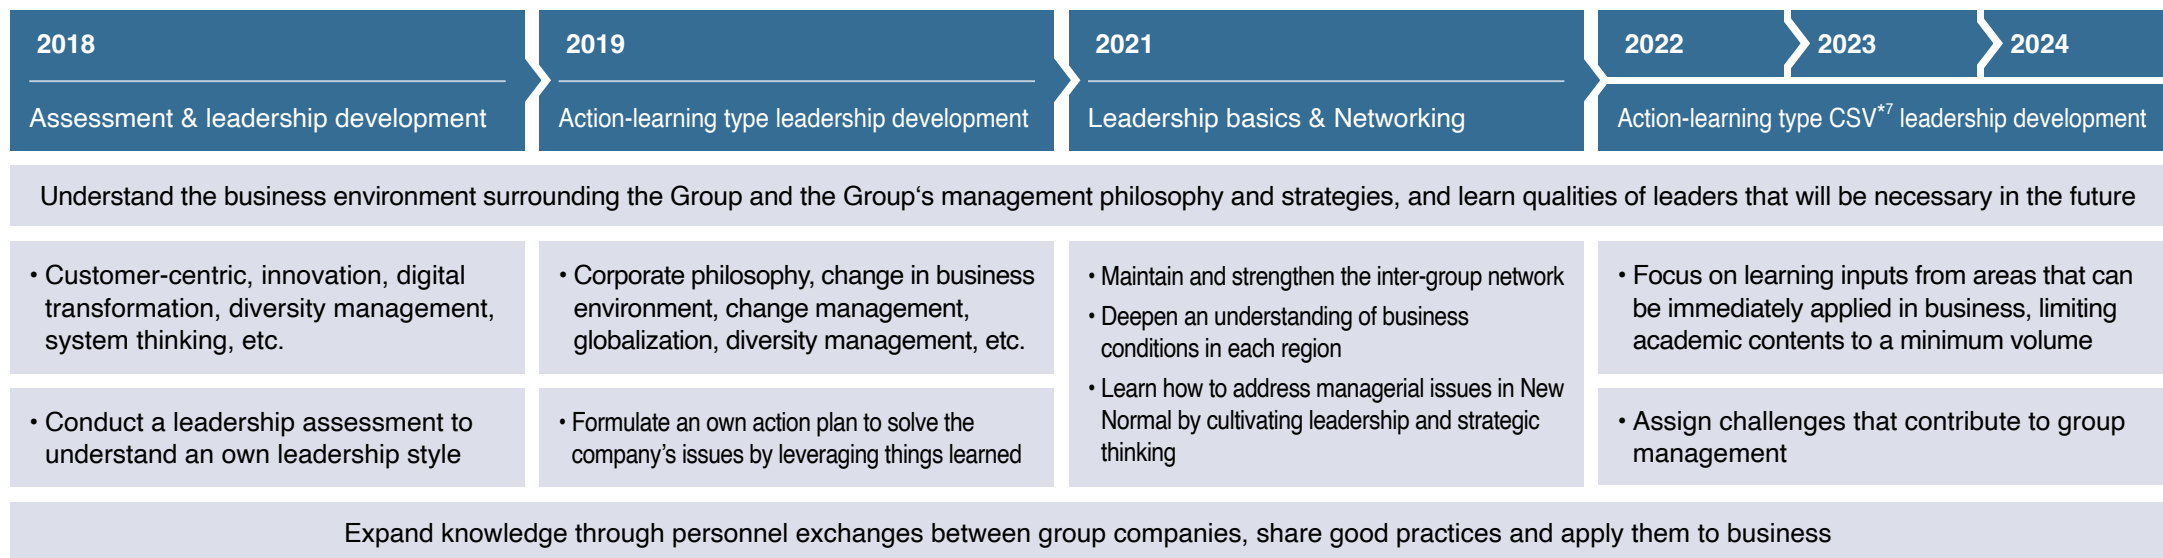 2018
Assessment & leadership development
2019
Action-learning type leadership development
2021
Leadership basics & Networking
2022
2023
2024
Action-learning type CSV*7 leadership development
Understand the business environment surrounding the Group and the Group‘s management philosophy and strategies, and learn qualities of leaders that will be necessary in the future
• Customer-centric, innovation, digital
transformation, diversity management,
system thinking, etc.
• Conduct a leadership assessment to
understand an own leadership style
• Corporate philosophy, change in business
environment, change management,
globalization, diversity management, etc.
• Formulate an own action plan to solve the
company’s issues by leveraging things learned
• Maintain and strengthen the inter-group network
• Deepen an understanding of business
conditions in each region
• Learn how to address managerial issues in New
Normal by cultivating leadership and strategic
thinking
• Focus on learning inputs from areas that can
be immediately applied in business, limiting
academic contents to a minimum volume
• Assign challenges that contribute to group
management
Expand knowledge through personnel exchanges between group companies, share good practices and apply them to business